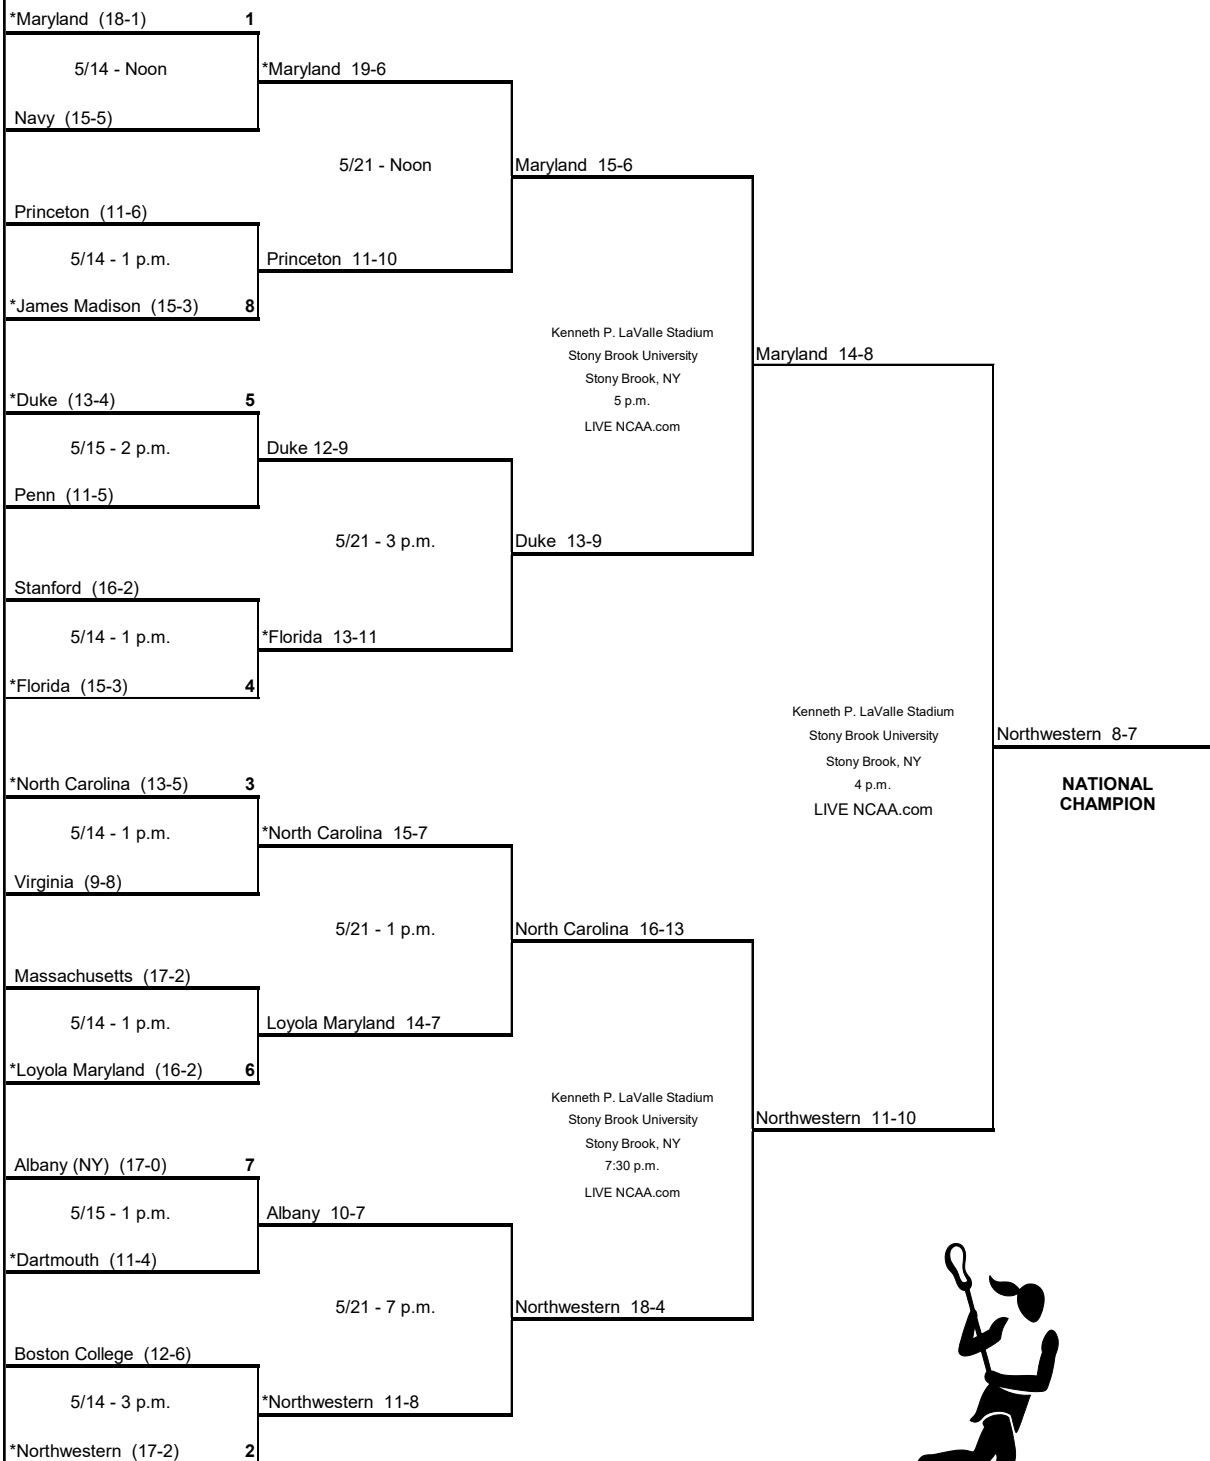 *Maryland (18-1) 1
5/14 - Noon
*Maryland 19-6
Navy (15-5)
5/21 - Noon
Maryland 15-6
Princeton (11-6)
5/14 - 1 p.m.
Princeton 11-10
*James Madison (15-3) 8
Kenneth P. LaValle Stadium
Stony Brook University
Stony Brook, NY
5 p.m.
LIVE NCAA.com
Maryland 14-8
*Duke (13-4) 5
5/15 - 2 p.m.
Duke 12-9
Penn (11-5)
5/21 - 3 p.m.
Duke 13-9
Stanford (16-2)
5/14 - 1 p.m.
*Florida 13-11
*Florida (15-3) 4
Kenneth P. LaValle Stadium
Stony Brook University
Stony Brook, NY
4 p.m.
LIVE NCAA.com
Northwestern 8-7
NATIONAL
CHAMPION
*North Carolina (13-5) 3
5/14 - 1 p.m.
*North Carolina 15-7
Virginia (9-8)
5/21 - 1 p.m.
North Carolina 16-13
Massachusetts (17-2)
5/14 - 1 p.m.
Loyola Maryland 14-7
*Loyola Maryland (16-2) 6
Kenneth P. LaValle Stadium
Stony Brook University
Stony Brook, NY
7:30 p.m.
LIVE NCAA.com
Northwestern 11-10
Albany (NY) (17-0) 7
5/15 - 1 p.m.
Albany 10-7
*Dartmouth (11-4)
5/21 - 7 p.m.
Northwestern 18-4
Boston College (12-6)
5/14 - 3 p.m.
*Northwestern 11-8
*Northwestern (17-2) 2